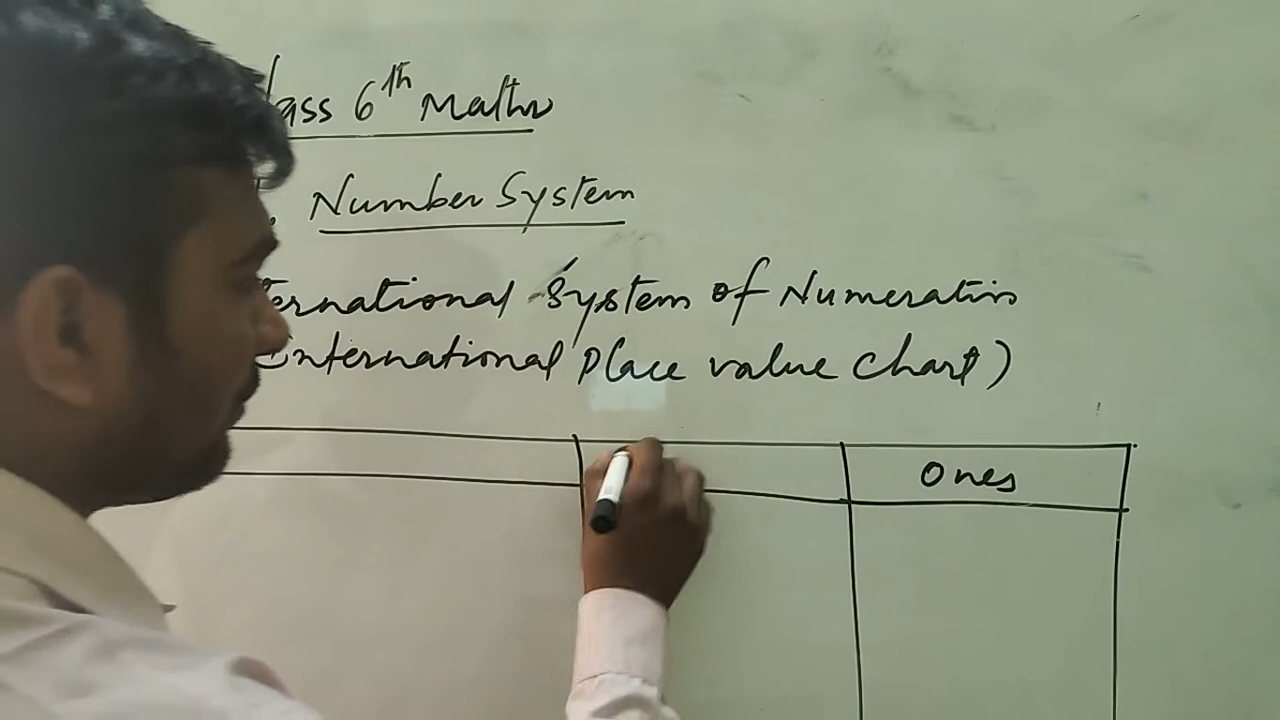 lass 6th Maths
. Number System
ternational System of Numeration
International Place value Chart)
Ones